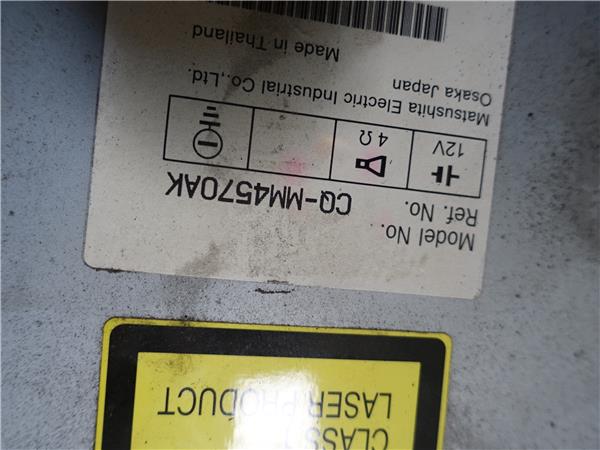 Model No.
Ref. No.
CQ-MM4570AK
12V
4Ω
Matsushita Electric Industrial Co.,Ltd.
Osaka Japan
Made in Thailand
CLASS 1
LASER PRODUCT